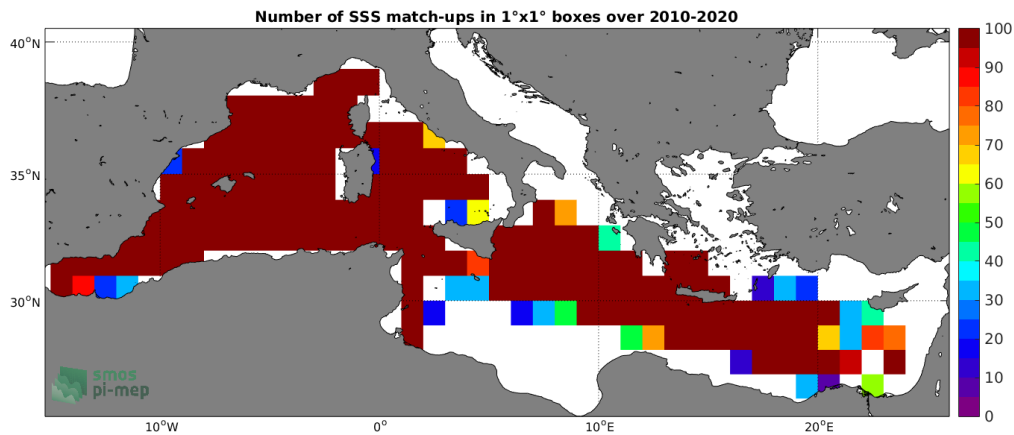 Number of SSS match-ups in 1°x1° boxes over 2010-2020
40°N
35°N
30°N
10°W
0°
10°E
20°E
100
90
80
70
60
50
40
30
20
10
0
smos
pi-mep